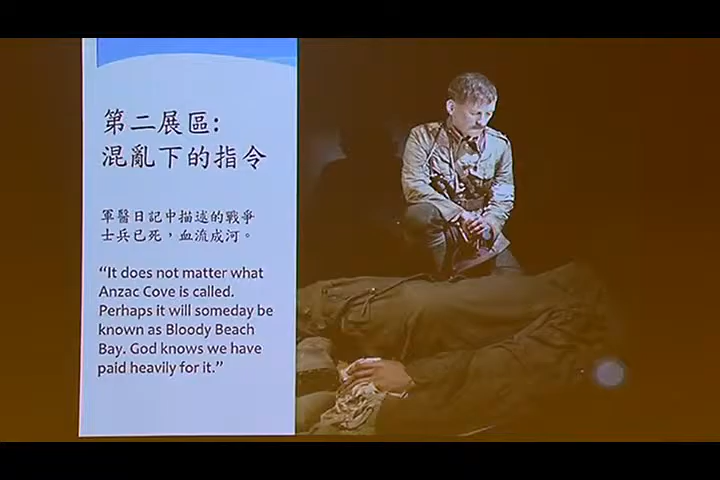 第二展區:
混亂下的指令
軍醫日記中描述的戰爭
士兵已死，血流成河。
“It does not matter what
Anzac Cove is called.
Perhaps it will someday be
known as Bloody Beach
Bay. God knows we have
paid heavily for it.”